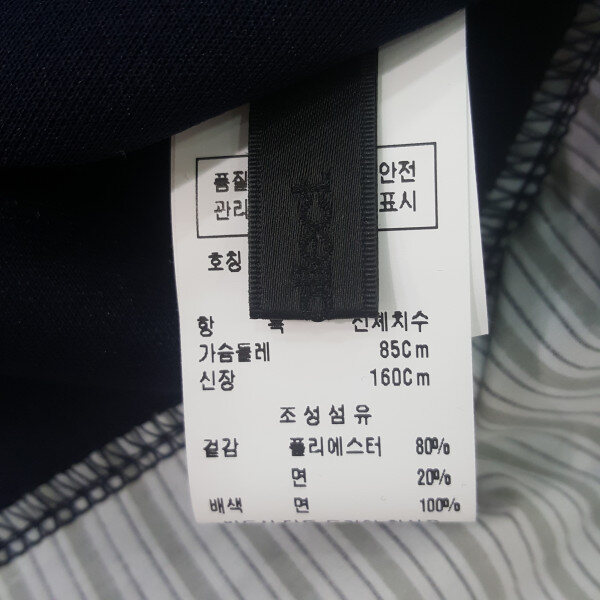 품질 안전
관리 표시
호칭
항 목 신체치수
가슴둘레 85Cm
신장 160Cm
조성섬유
겉감 폴리에스터 80%
면 20%
배색 면 100%